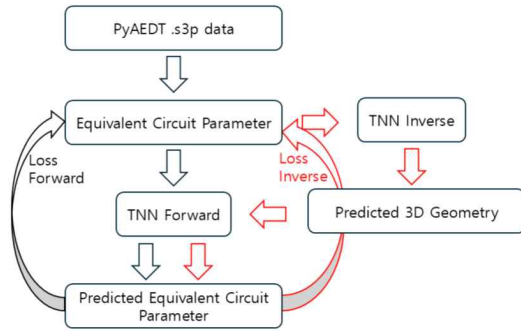 PyAEDT .s3p data
Equivalent Circuit Parameter
TNN Inverse
Loss
Forward
Loss
Inverse
TNN Forward
Predicted 3D Geometry
Predicted Equivalent Circuit
Parameter